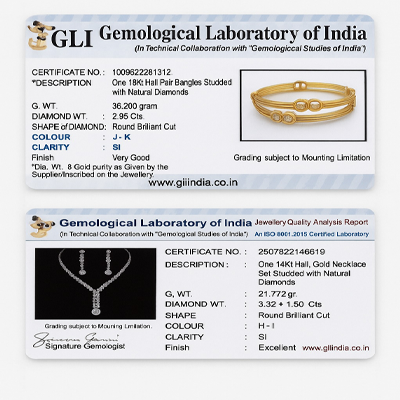 GLI Gemological Laboratory of India
(In Technical Collaboration with "Gemological Studies of India")
CERTIFICATE NO. : 1009622281312
*DESCRIPTION : One 18Kt Hall Pair Bangles Studded
with Natural Diamonds
G. WT. : 36.200 gram
DIAMOND WT. : 2.95 Cts.
SHAPE of DIAMOND: Round Brilliant Cut
COLOUR : J - K
CLARITY : SI
Finish Very Good
*Dia. Wt. 8 Gold purity as Given by the
Supplier/Inscribed on the Jewellery.
Grading subject to Mounting Limitation
www.gliindia.co.in
Gemological Laboratory of India
(In Technical Collaboration with "Gemological Studies of India")
Jewellery Quality Analysis Report
An ISO 8001.2015 Certified Laboratory
CERTIFICATE NO. : 2507822146619
DESCRIPTION : One 14Kt Hall, Gold Necklace
Set Studded with Natural
Diamonds
G, WT. : 21.772 gr.
DIAMOND WT. : 3.32 + 1.50 Cts
SHAPE : Round Brilliant Cut
COLOUR : H - I
CLARITY : SI
Finish : Excellent www.gllindia.co.in
Grading subject to Mouning Limilation.
Signature Gemologist